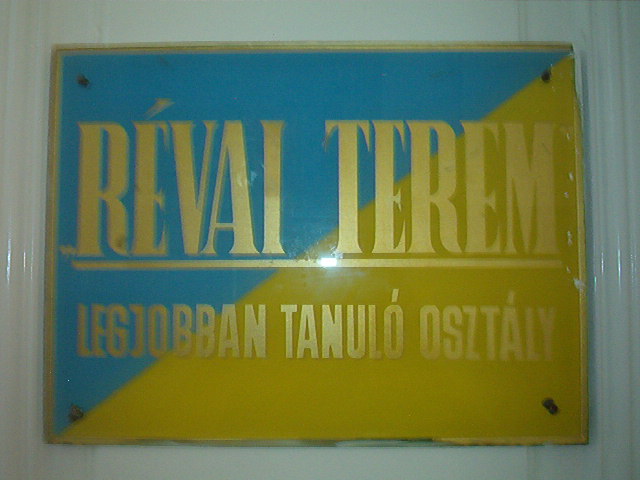 RÉVAI TEREM
LEGJOBBAN TANULÓ OSZTÁLY